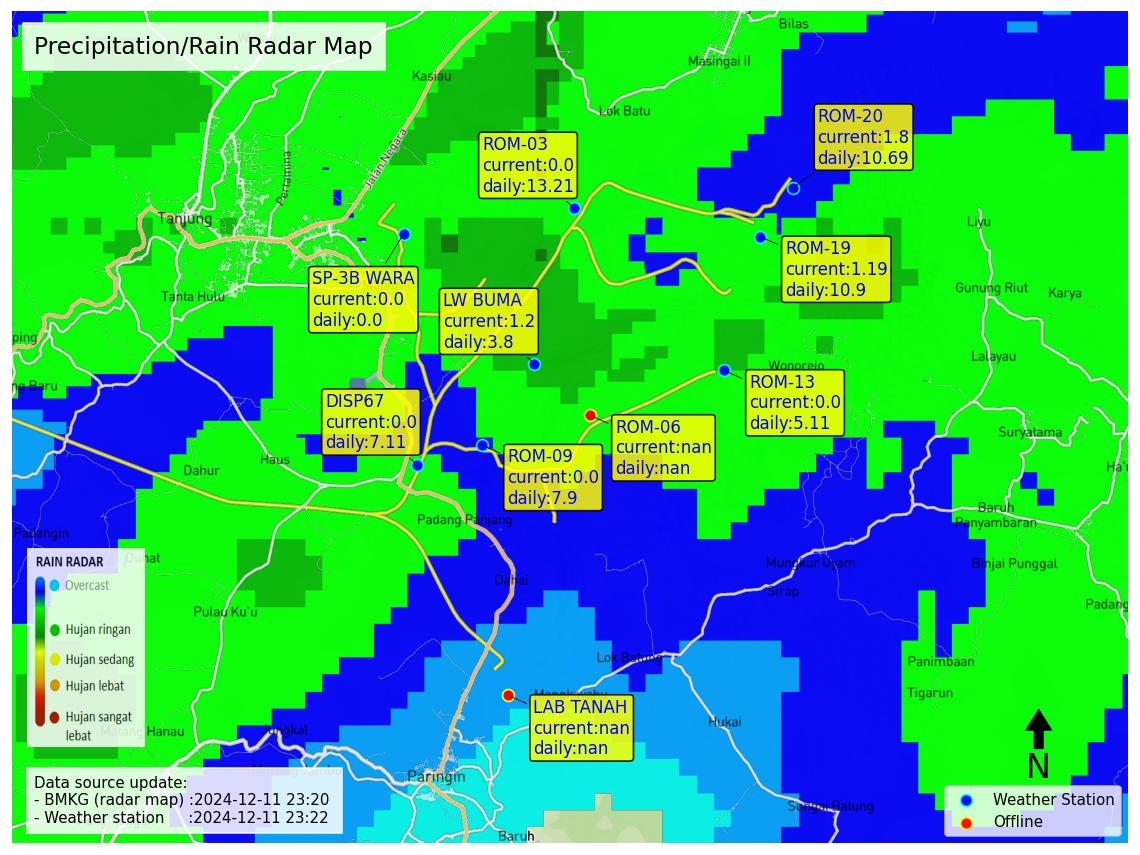 Precipitation/Rain Radar Map
Bilas
Masingai II
Kasiau
Lok Batu
Jalan Negara
Pertamina
ROM-20
current:1.8
daily:10.69
ROM-03
current:0.0
daily:13.21
Tanjung
Liyu
ROM-19
current:1.19
daily:10.9
SP-3B WARA
current:0.0
daily:0.0
Tanta Hulu
LW BUMA
current:1.2
daily:3.8
Gunung Riut
Karya
ping
Lalayau
Wonorejo
ng Baru
ROM-13
current:0.0
daily:5.11
DISP67
current:0.0
daily:7.11
ROM-06
current:nan
daily:nan
Suryatama
ROM-09
current:0.0
daily:7.9
Haus
Dahur
Baruh
Panyambaran
Padang Panjang
Padangin
Mungkur Uyam
Binjai Punggal
Dahai
Sirap
Padang
Pulau Ku'u
RAIN RADAR
Overcast
Hujan ringan
Hujan sedang
Hujan lebat
Hujan sangat
lebat
Lok Batung
Panimbaan
Tigarun
LAB TANAH
current:nan
daily:nan
Hukai
Jungkal
Paringin
Sungai Batung
Baruh
N
Data source update:
- BMKG (radar map) :2024-12-11 23:20
- Weather station :2024-12-11 23:22
Weather Station
Offline